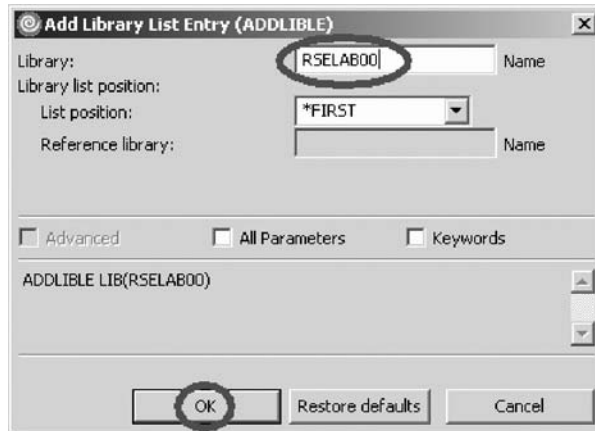 Add Library List Entry (ADDLIBLE)
Library: RSELAB00 Name
Library list position:
List position: *FIRST
Reference library: Name
Advanced All Parameters Keywords
ADDLIBLE LIB(RSELAB00)
OK Restore defaults Cancel